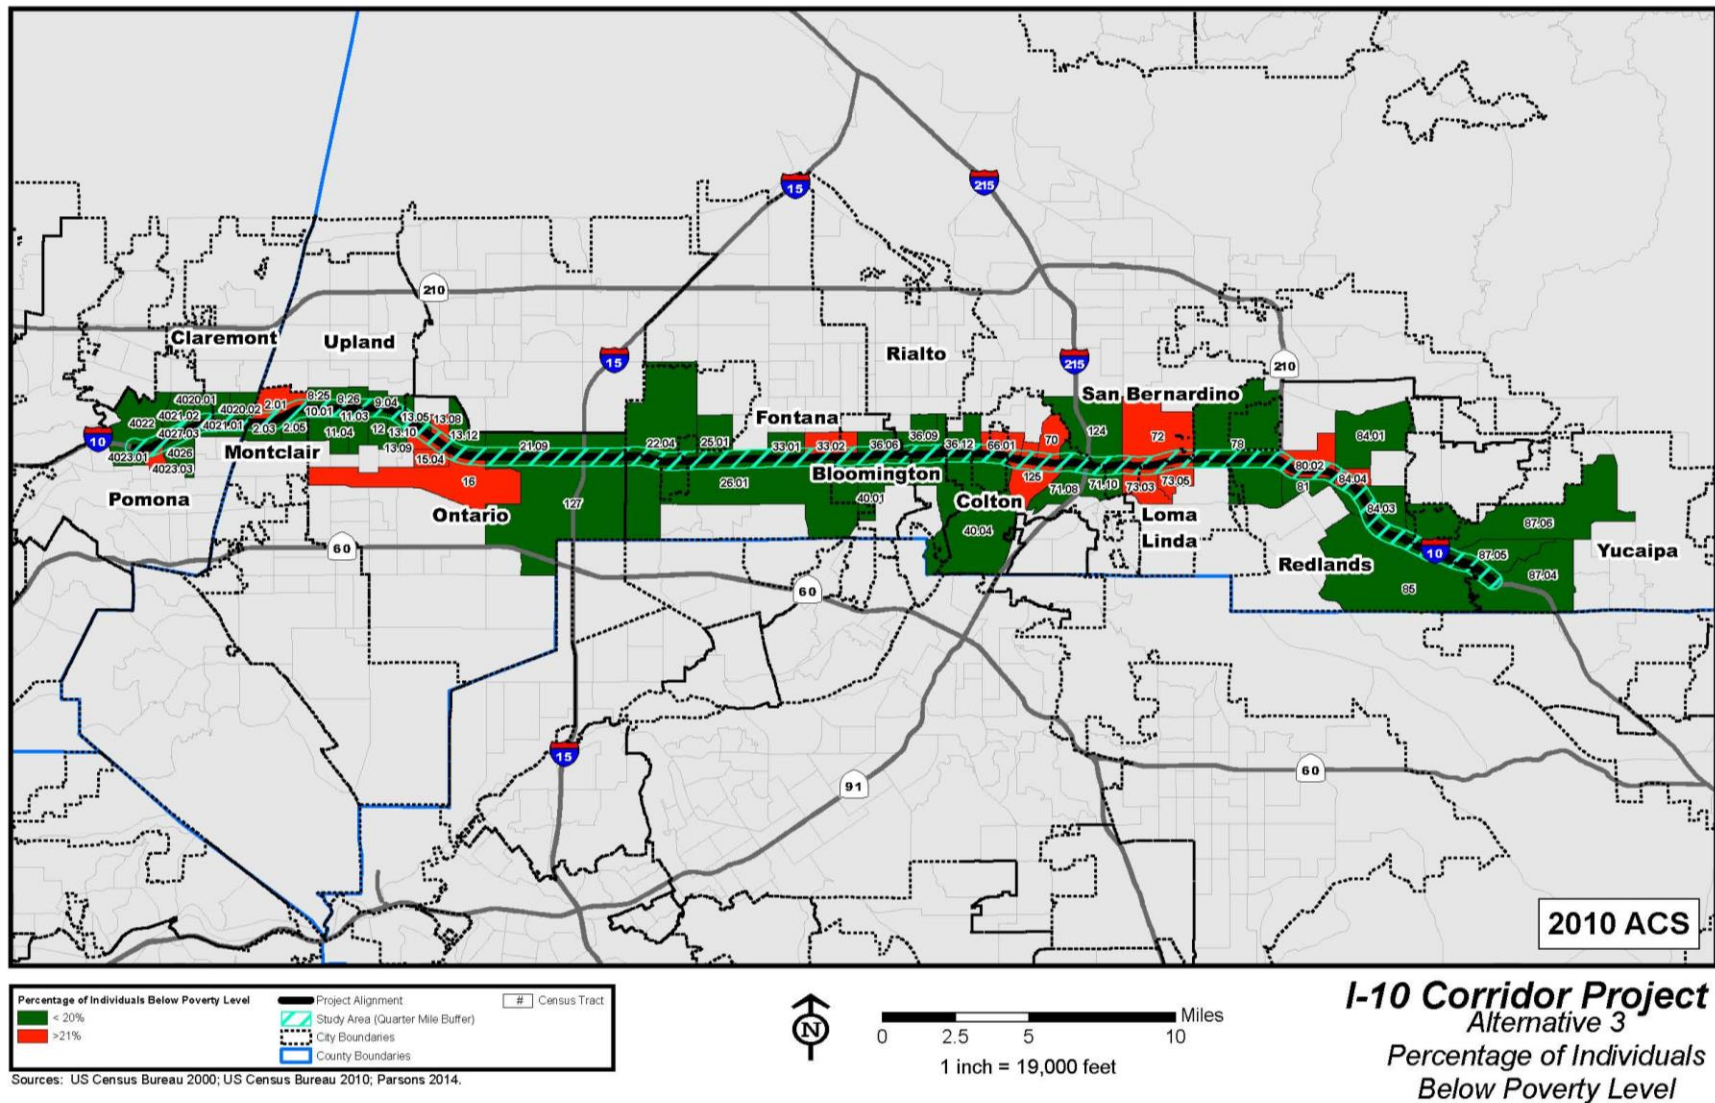 15
215
210
Claremont
Upland
15
Rialto
215
210
San Bernardino
Fontana
4020.01
4020.02
2.01
8.25
8.26
9.04
4022
4021.02
4021.01
10.01
11.03
13.05
13.08
4027.03
2.03
2.05
11.04
12
13.10
13.12
10
4023.01
4026
4023.03
Montclair
13.09
15.04
21.09
22.04
25.01
33.01
33.02
36.06
36.09
36.12
66.01
70
124
72
78
84.01
80.02
81
84.04
Pomona
16
Ontario
127
26.01
Bloomington
40.01
Colton
125
71.08
71.10
73.03
73.05
Loma
Linda
40.04
84.03
87.06
60
10
87.05
Yucaipa
Redlands
87.04
85
60
15
60
91
2010 ACS
Percentage of Individuals Below Poverty Level
< 20%
>21%
Project Alignment
Study Area (Quarter Mile Buffer)
City Boundaries
County Boundaries
# Census Tract
Sources: US Census Bureau 2000; US Census Bureau 2010; Parsons 2014.
N
Miles
0 2.5 5 10
1 inch = 19,000 feet
I-10 Corridor Project
Alternative 3
Percentage of Individuals
Below Poverty Level